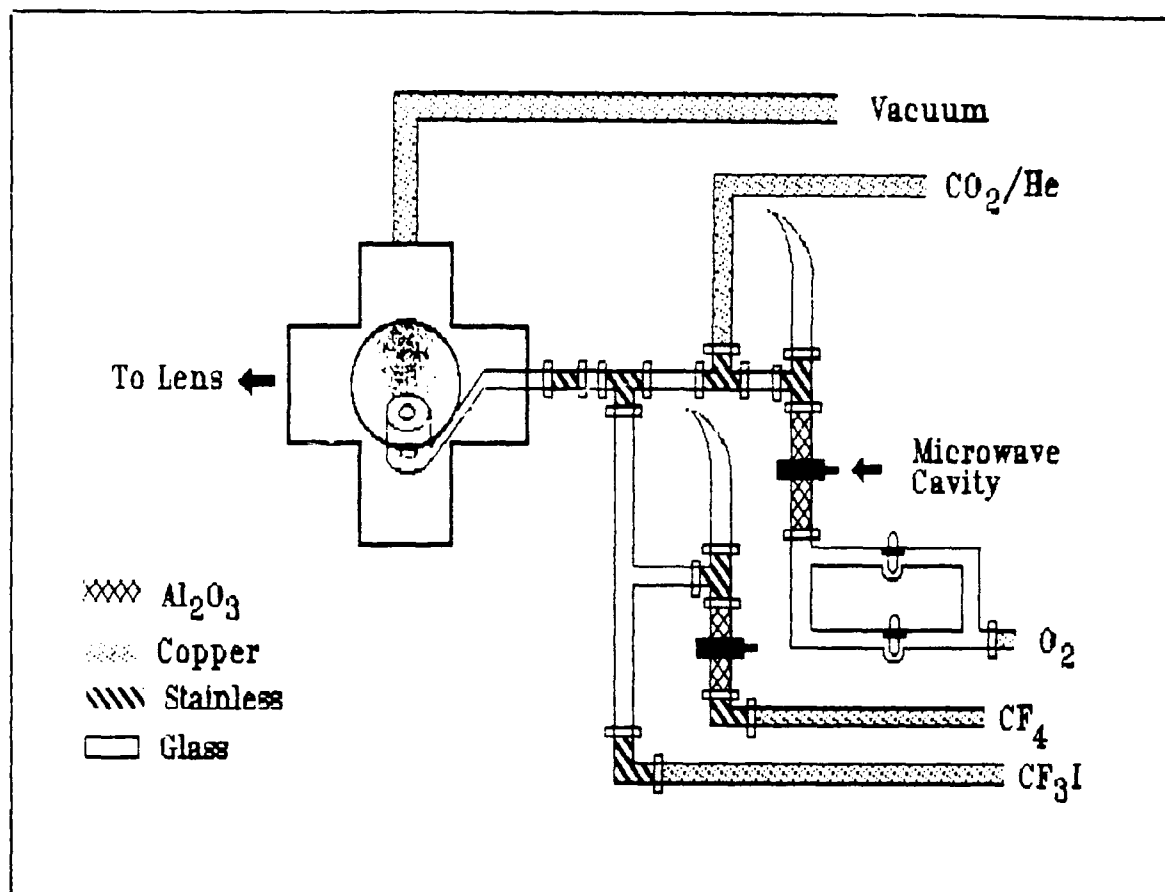 Vacuum
CO₂/He
To Lens
Microwave
Cavity
Al₂O₃
Copper
Stainless
Glass
O₂
CF₄
CF₃I